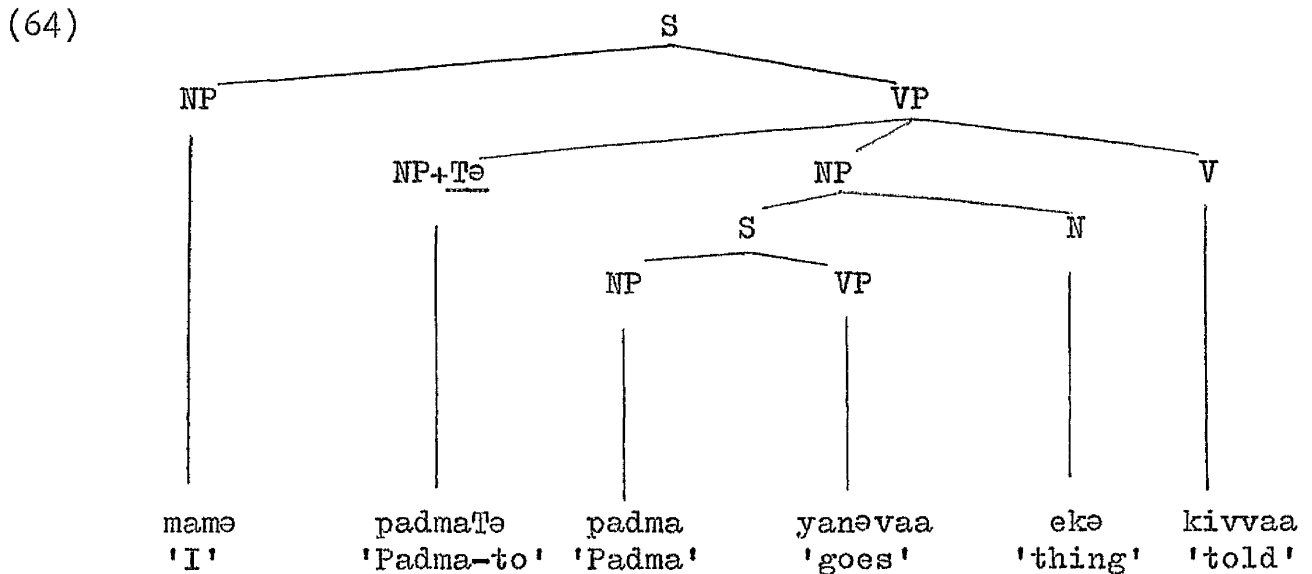 (64)
S
NP VP
NP+Tə NP V
S N
NP VP
mamə padmaTə padma yanəvaa ekə kivvaa
'I' 'Padma-to' 'Padma' 'goes' 'thing' 'told'